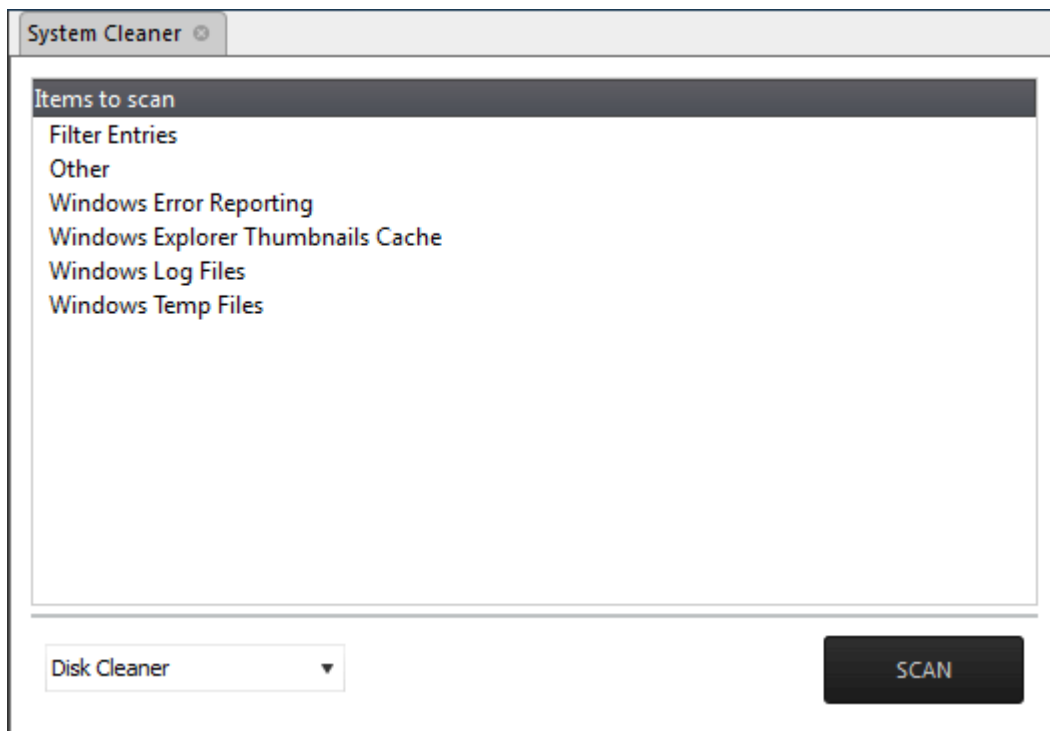 System Cleaner
Items to scan
Filter Entries
Other
Windows Error Reporting
Windows Explorer Thumbnails Cache
Windows Log Files
Windows Temp Files
Disk Cleaner
SCAN